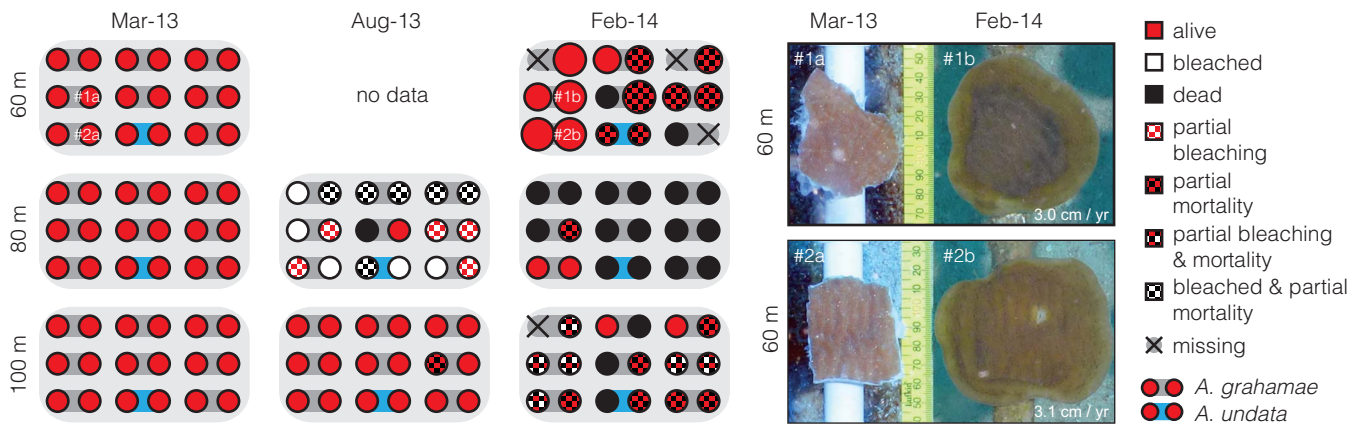 Mar-13
Aug-13
Feb-14
60 m
#1a
#2a
no data
#1b
#2b
80 m
100 m
Mar-13
Feb-14
60 m
#1a
#1b
3.0 cm / yr
60 m
#2a
#2b
3.1 cm / yr
alive
bleached
dead
partial
bleaching
partial
mortality
partial bleaching
& mortality
bleached & partial
mortality
missing
A. grahamae
A. undata